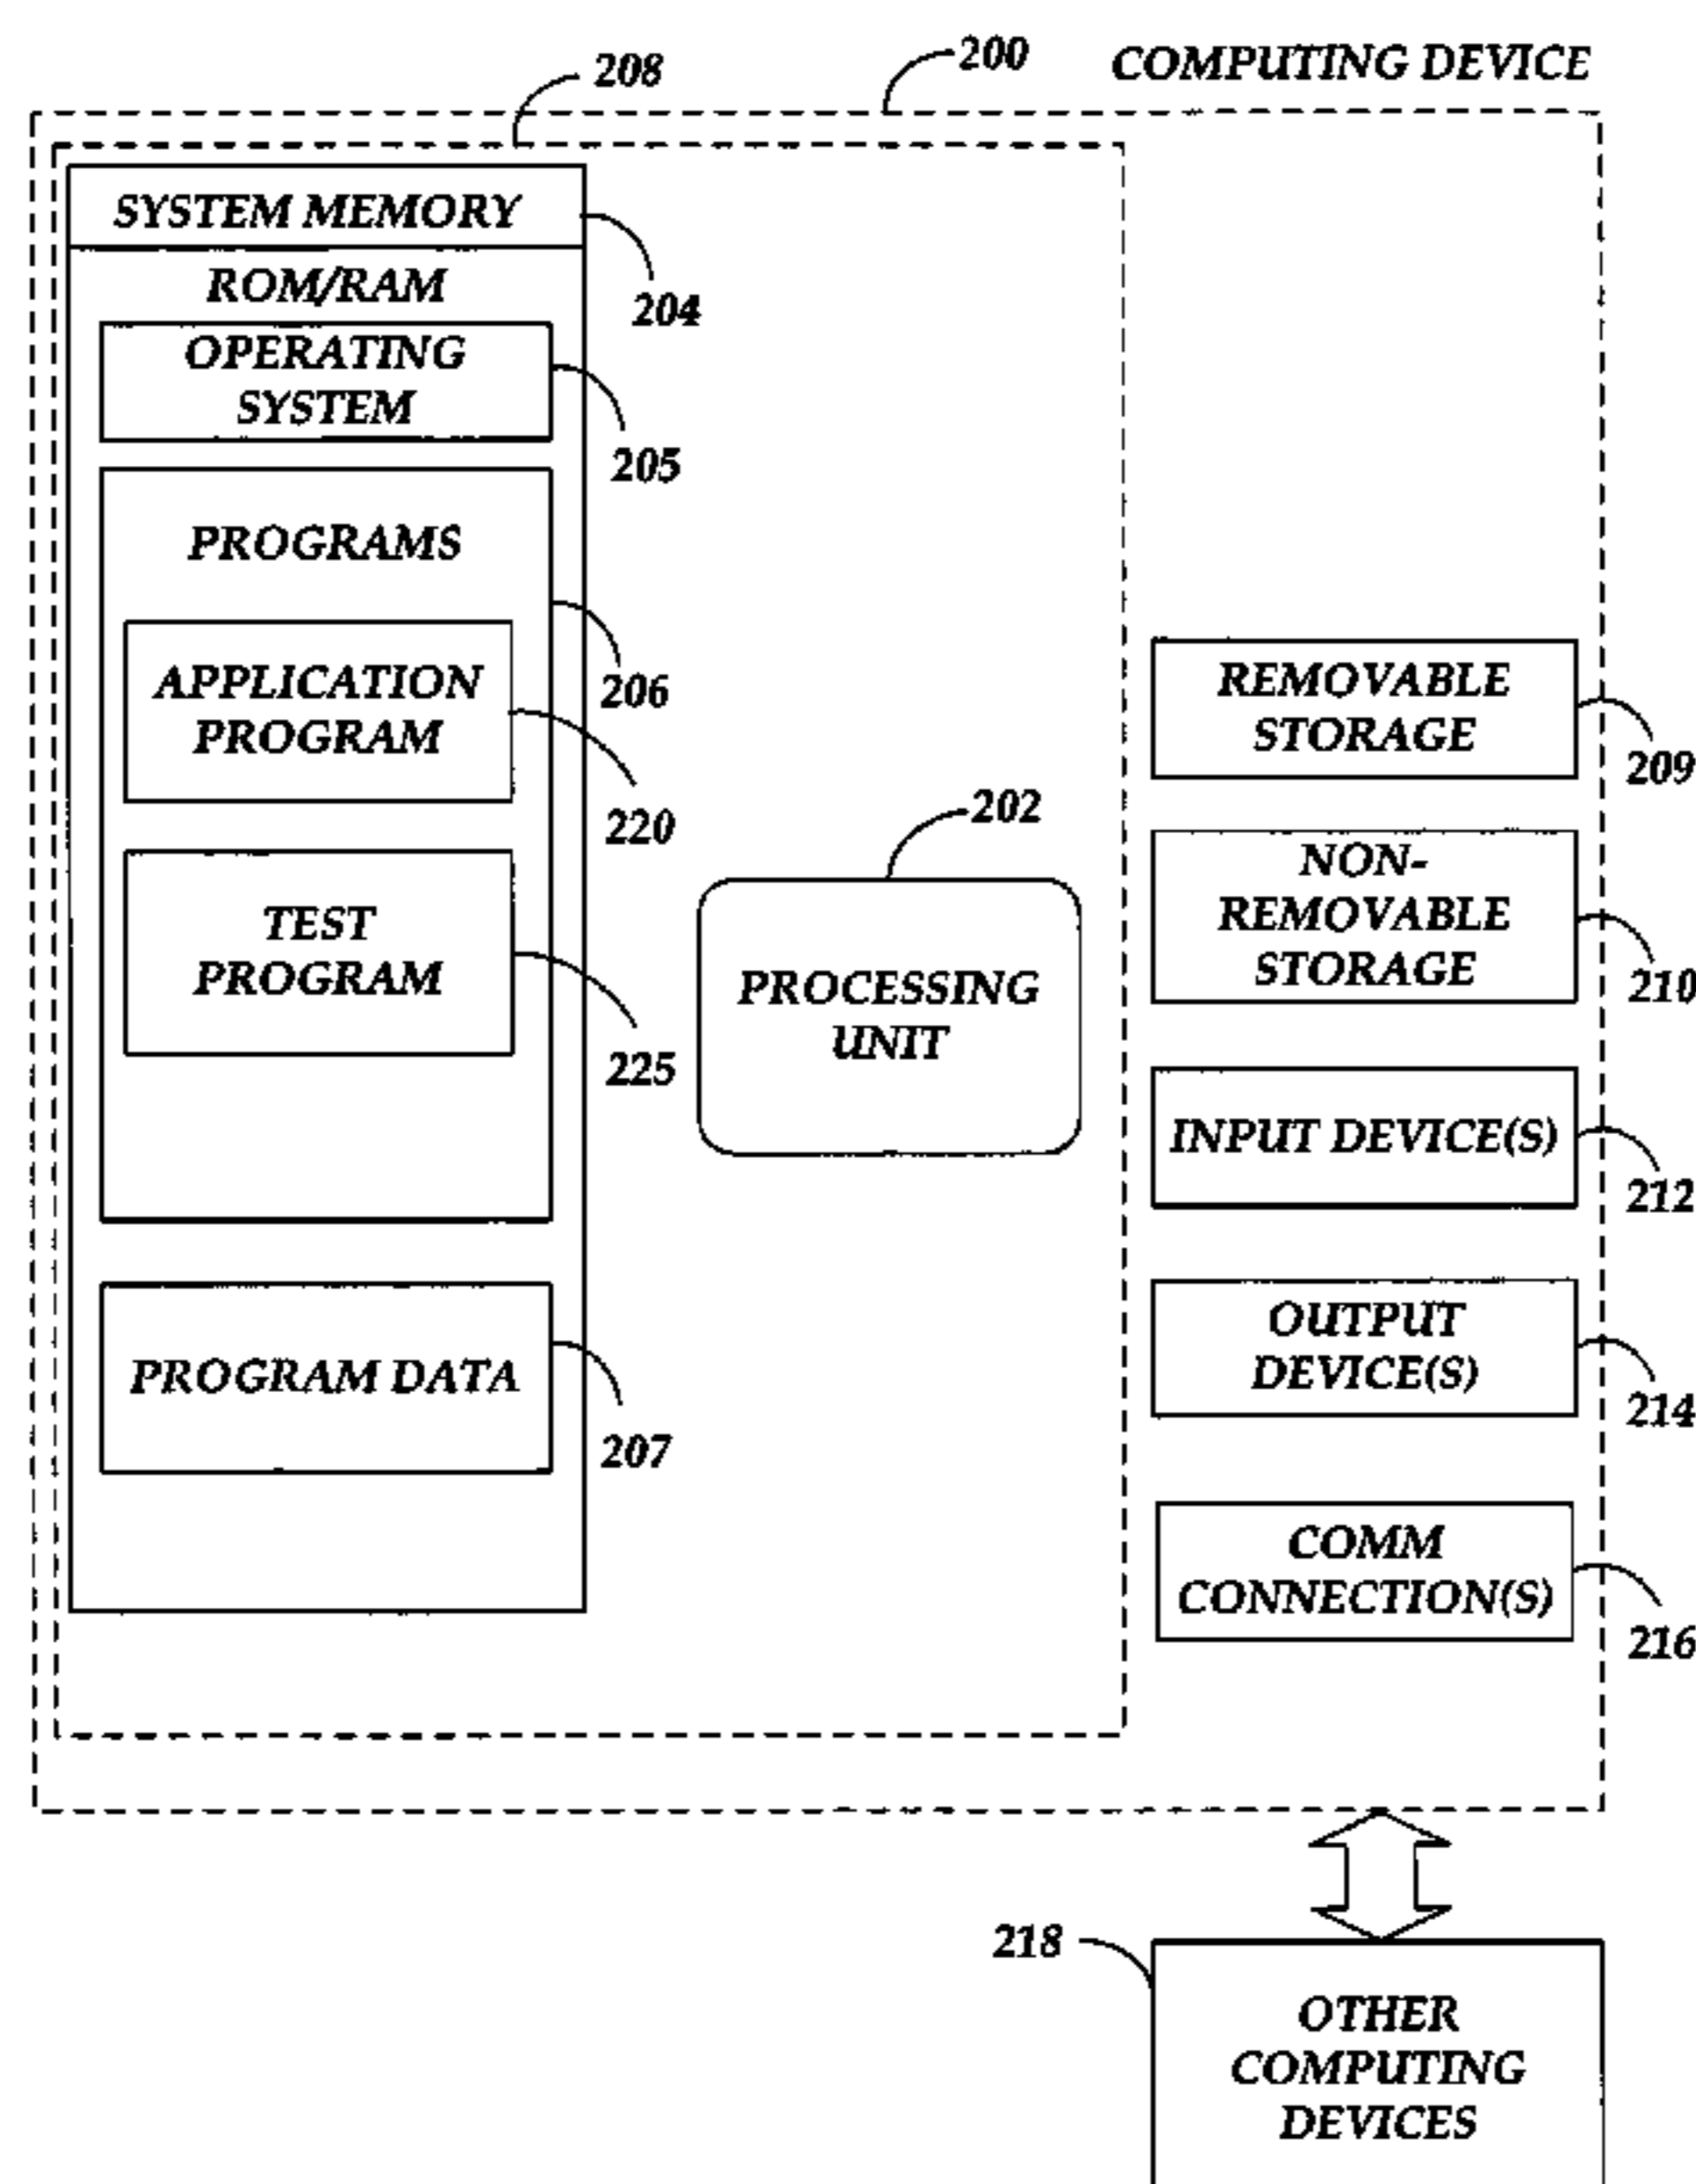 200
COMPUTING DEVICE
208
SYSTEM MEMORY
204
ROM/RAM
OPERATING
SYSTEM
205
PROGRAMS
206
APPLICATION
PROGRAM
220
TEST
PROGRAM
225
PROGRAM DATA
207
202
PROCESSING
UNIT
REMOVABLE
STORAGE
209
NON-
REMOVABLE
STORAGE
210
INPUT DEVICE(S)
212
OUTPUT
DEVICE(S)
214
COMM
CONNECTION(S)
216
218
OTHER
COMPUTING
DEVICES